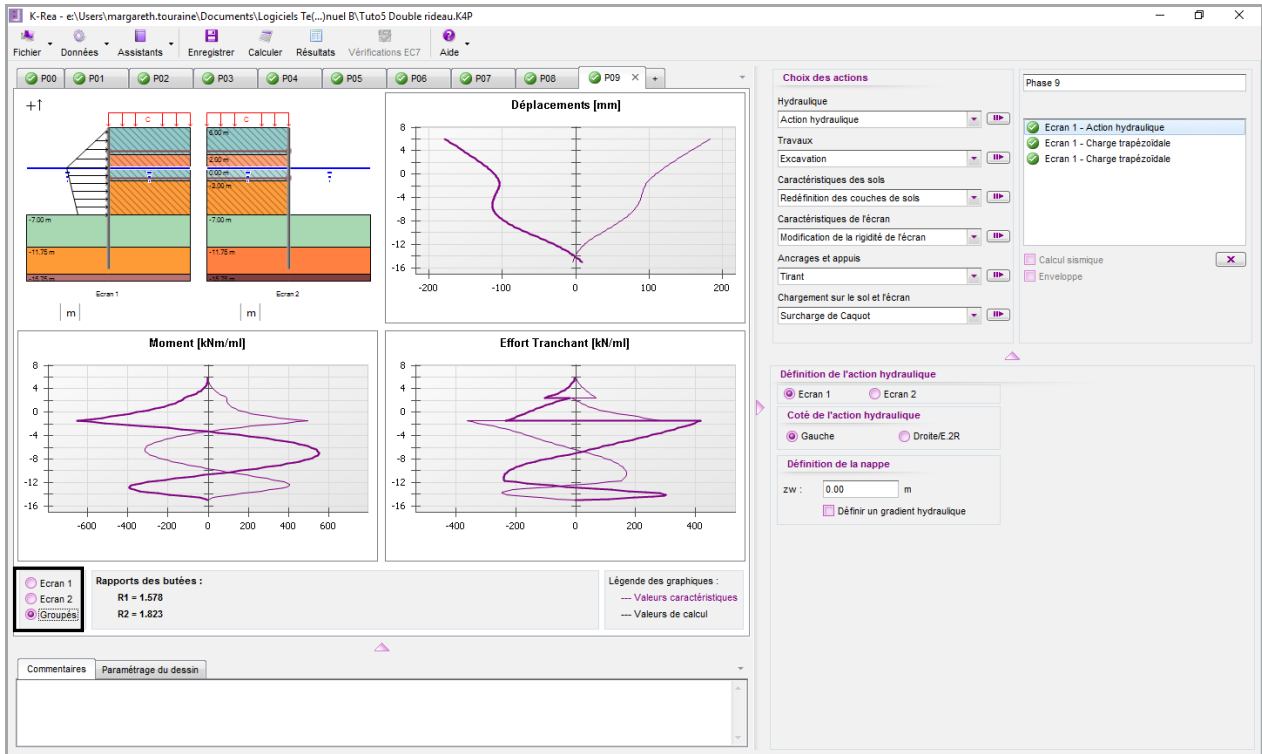 K-Rea - e:\Users\margareth.touraine\Documents\Logiciels Te(...)nuel B\Tuto5 Double rideau.K4P
Fichier Données Assistants Enregistrer Calculer Résultats Vérifications EC7 Aide
P00 P01 P02 P03 P04 P05 P06 P07 P08 P09 × +
+↑
C C
6.00 m
2.00 m
0.00 m
-2.00 m
-7.00 m -7.00 m
-11.75 m -11.75 m
-15.75 m -15.75 m
Ecran 1 Ecran 2
m m
Déplacements [mm]
8
4
0
-4
-8
-12
-16
-200 -100 0 100 200
Moment [kNm/ml]
8
4
0
-4
-8
-12
-16
-600 -400 -200 0 200 400 600
Effort Tranchant [kN/ml]
8
4
0
-4
-8
-12
-16
-400 -200 0 200 400
Ecran 1
Ecran 2
Groupés
Rapports des butées :
R1 = 1.578
R2 = 1.823
Légende des graphiques :
--- Valeurs caractéristiques
--- Valeurs de calcul
Commentaires Paramétrage du dessin
Choix des actions
Hydraulique
Action hydraulique
Travaux
Excavation
Caractéristiques des sols
Redéfinition des couches de sols
Caractéristiques de l'écran
Modification de la rigidité de l'écran
Ancrages et appuis
Tirant
Chargement sur le sol et l'écran
Surcharge de Caquot
Phase 9
Ecran 1 - Action hydraulique
Ecran 1 - Charge trapézoïdale
Ecran 1 - Charge trapézoïdale
Calcul sismique
Enveloppe
Définition de l'action hydraulique
Ecran 1 Ecran 2
Coté de l'action hydraulique
Gauche Droite/E.2R
Définition de la nappe
zw : 0.00 m
Définir un gradient hydraulique